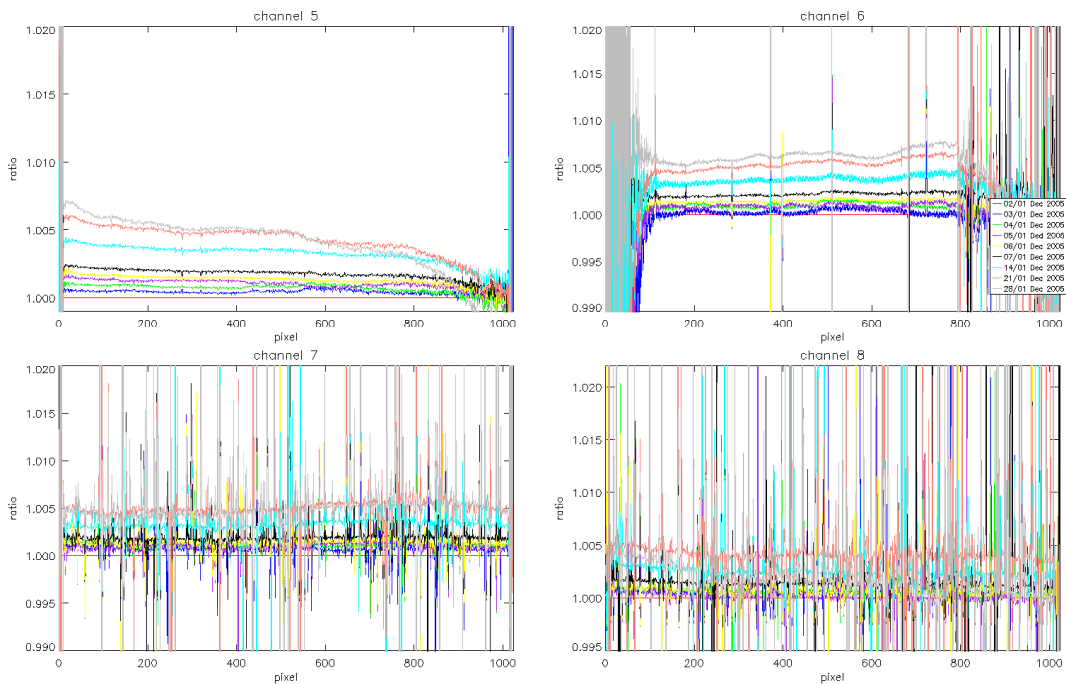 channel 5
1.020
1.015
1.010
1.005
1.000
ratio
0
200
400
600
800
1000
pixel
channel 6
1.020
1.015
1.010
1.005
1.000
0.995
0.990
ratio
0
200
400
600
800
1000
pixel
02/01 Dec 2005
03/01 Dec 2005
04/01 Dec 2005
05/01 Dec 2005
06/01 Dec 2005
07/01 Dec 2005
14/01 Dec 2005
21/01 Dec 2005
28/01 Dec 2005
channel 7
1.020
1.015
1.010
1.005
1.000
0.995
0.990
ratio
0
200
400
600
800
1000
pixel
channel 8
1.020
1.015
1.010
1.005
1.000
0.995
ratio
0
200
400
600
800
1000
pixel